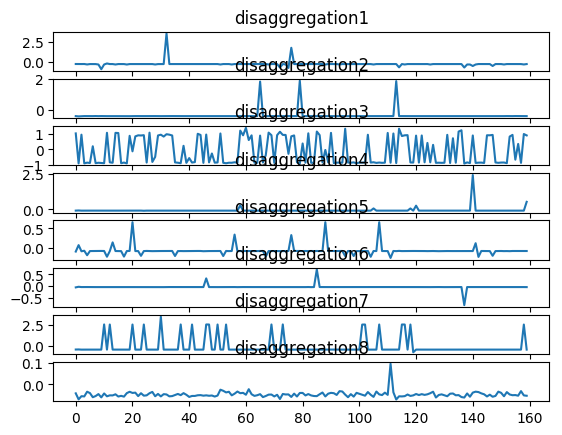 disaggregation1
2.5
0.0
disaggregation2
2
0
disaggregation3
1
0
−1
disaggregation4
2.5
0.0
disaggregation5
0.5
0.0
disaggregation6
0.5
0.0
−0.5
disaggregation7
2.5
0.0
disaggregation8
0.1
0.0
0 20 40 60 80 100 120 140 160